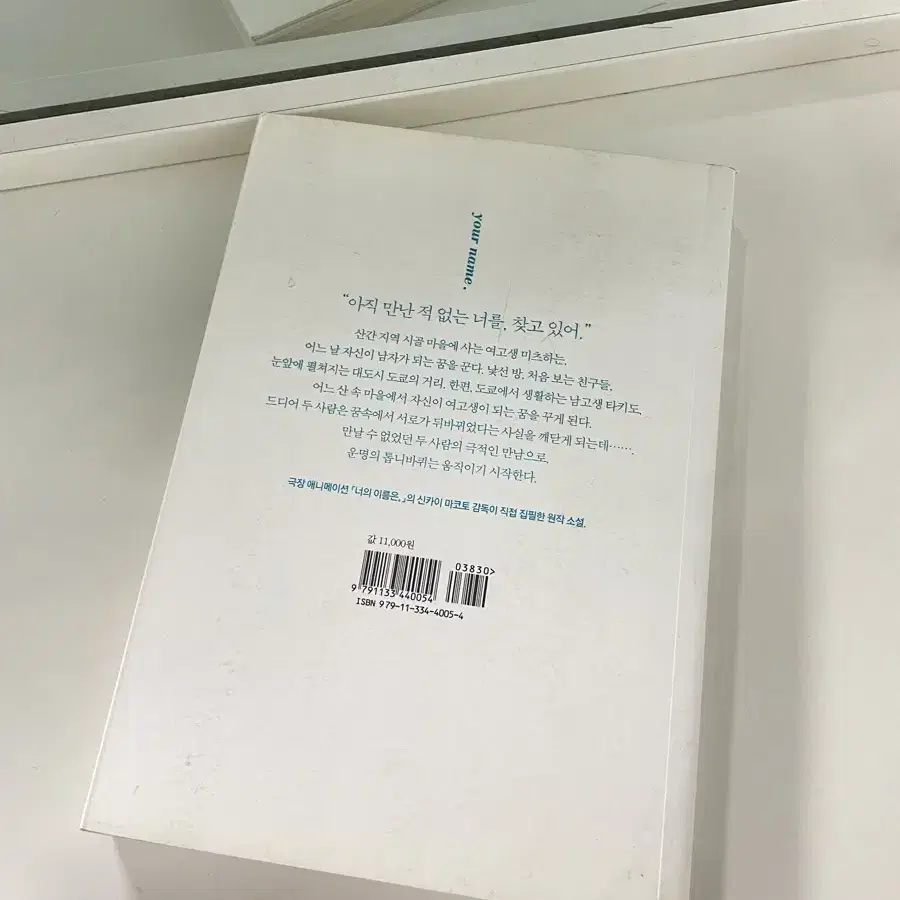 your name.
“아직 만난 적 없는 너를, 찾고 있어.”
산간 지역 시골 마을에 사는 여고생 미츠하는,
어느 날 자신이 남자가 되는 꿈을 꾼다. 낯선 방, 처음 보는 친구들,
눈앞에 펼쳐지는 대도시 도쿄의 거리. 한편, 도쿄에서 생활하는 남고생 타키도,
어느 산 속 마을에서 자신이 여고생이 되는 꿈을 꾸게 된다.
드디어 두 사람은 꿈속에서 서로가 뒤바뀌었다는 사실을 깨닫게 되는데…….
만날 수 없었던 두 사람의 극적인 만남으로,
운명의 톱니바퀴는 움직이기 시작한다.
극장 애니메이션 「너의 이름은.」의 신카이 마코토 감독이 직접 집필한 원작 소설.
값 11,000원
03830>
9 791133 440054
ISBN 979-11-334-4005-4